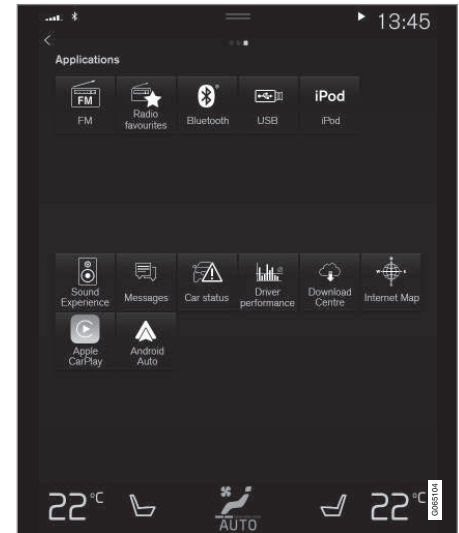 13:45
Applications
FM
iPod
FM
Radio
favourites
Bluetooth
USB
iPod
Sound
Experience
Messages
Car status
Driver
performance
Download
Centre
Internet Map
Apple
CarPlay
Android
Auto
22°C
AUTO
22°C
G065104